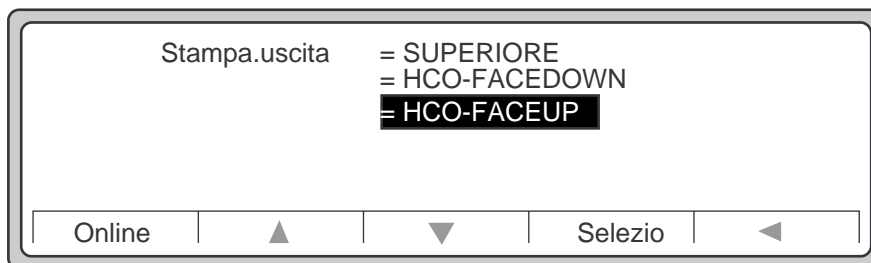 Stampa.uscita = SUPERIORE
= HCO-FACEDOWN
= HCO-FACEUP
Online Selezio